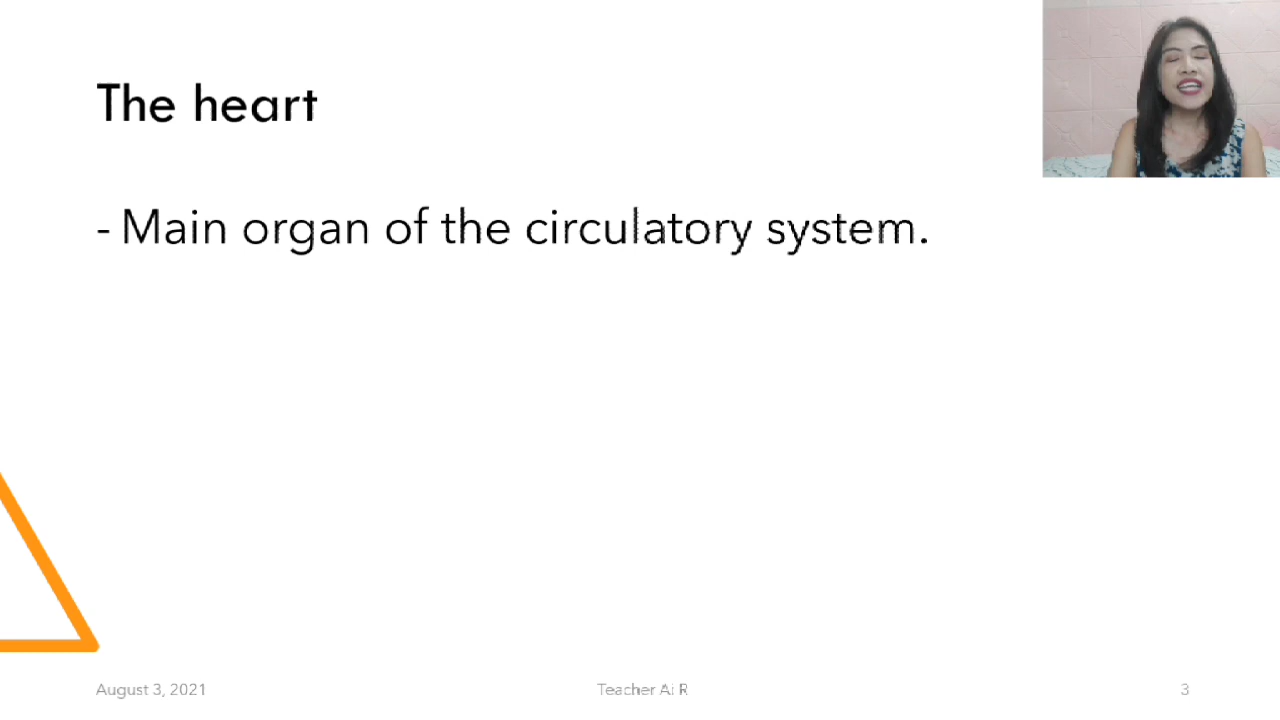 The heart
- Main organ of the circulatory system.
August 3, 2021
Teacher Ai R
3